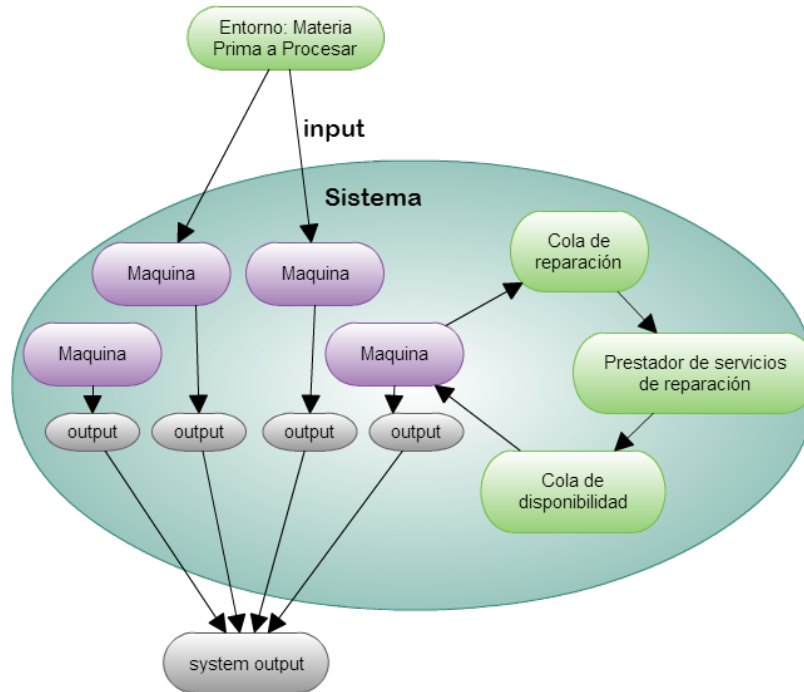 Entorno: Materia
Prima a Procesar
input
Sistema
Maquina
Maquina
Cola de
reparación
Maquina
Maquina
Prestador de servicios
de reparación
output
output
output
output
Cola de
disponibilidad
system output